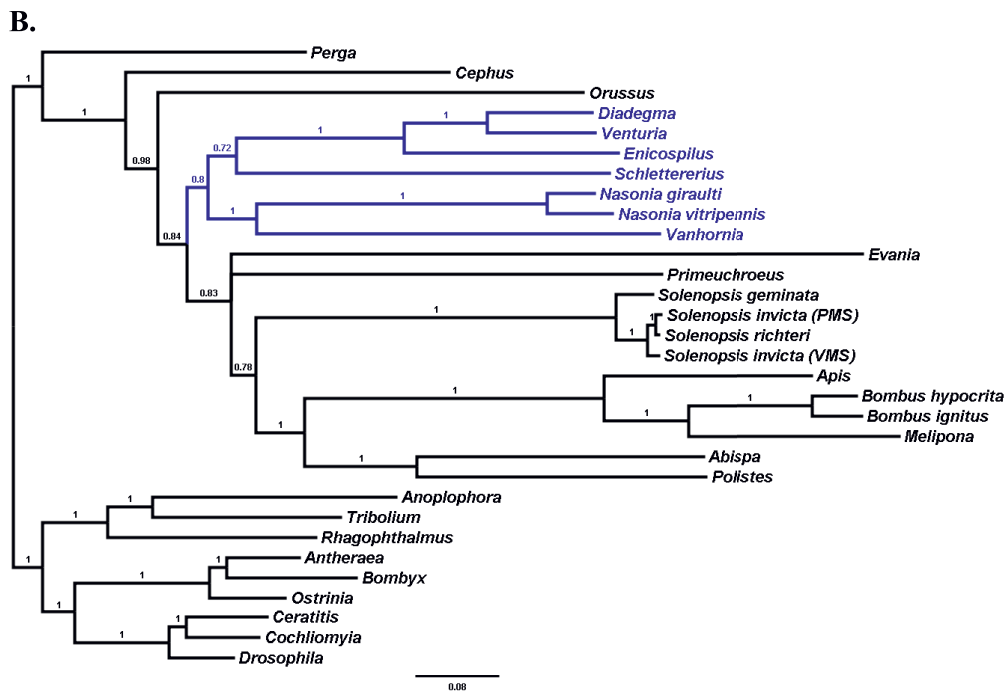 B.
1
Perga
Cephus
1
Orussus
0.98
1
1
Diadegma
Venturia
0.72
Enicospilus
0.8
Schlettererius
1
Nasonia giraulti
1
Nasonia vitripennis
Vanhornia
0.84
Evania
0.83
Primeuchroeus
1
Solenopsis geminata
1
Solenopsis invicta (PMS)
1
Solenopsis richteri
Solenopsis invicta (VMS)
0.78
1
Apis
1
Bombus hypocrita
1
Bombus ignitus
Melipona
1
1
Abispa
Polistes
1
1
Anoplophora
Tribolium
Rhagophthalmus
1
1
1
Antheraea
Bombyx
Ostrinia
1
1
1
Ceratitis
Cochliomyia
Drosophila
0.08